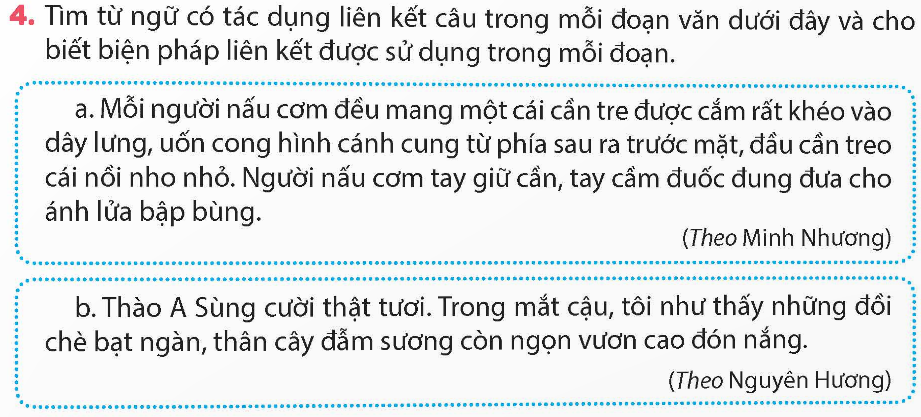 4. Tìm từ ngữ có tác dụng liên kết câu trong mỗi đoạn văn dưới đây và cho
biết biện pháp liên kết được sử dụng trong mỗi đoạn.
a. Mỗi người nấu cơm đều mang một cái cần tre được cắm rất khéo vào
dây lưng, uốn cong hình cánh cung từ phía sau ra trước mặt, đầu cần treo
cái nồi nho nhỏ. Người nấu cơm tay giữ cần, tay cầm đuốc đung đưa cho
ánh lửa bập bùng.
(Theo Minh Nhương)
b. Thào A Sùng cười thật tươi. Trong mắt cậu, tôi như thấy những đồi
chè bạt ngàn, thân cây đẫm sương còn ngọn vươn cao đón nắng.
(Theo Nguyên Hương)